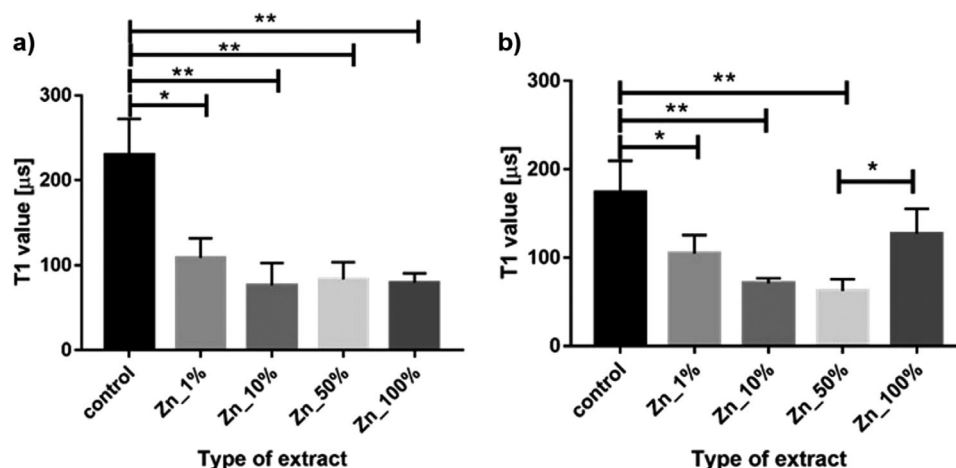 a)
**
**
**
*
300
200
100
0
T1 value [µs]
control
Zn_1%
Zn_10%
Zn_50%
Zn_100%
Type of extract
b)
**
**
*
*
300
200
100
0
T1 value [µs]
control
Zn_1%
Zn_10%
Zn_50%
Zn_100%
Type of extract